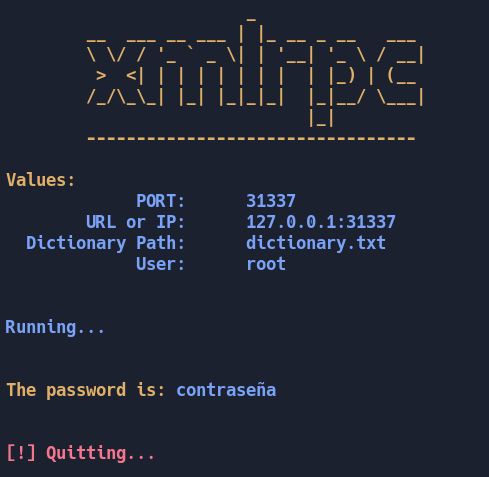 xmlrpc
Values:
PORT: 31337
URL or IP: 127.0.0.1:31337
Dictionary Path: dictionary.txt
User: root
Running...
The password is: contraseña
[!] Quitting...